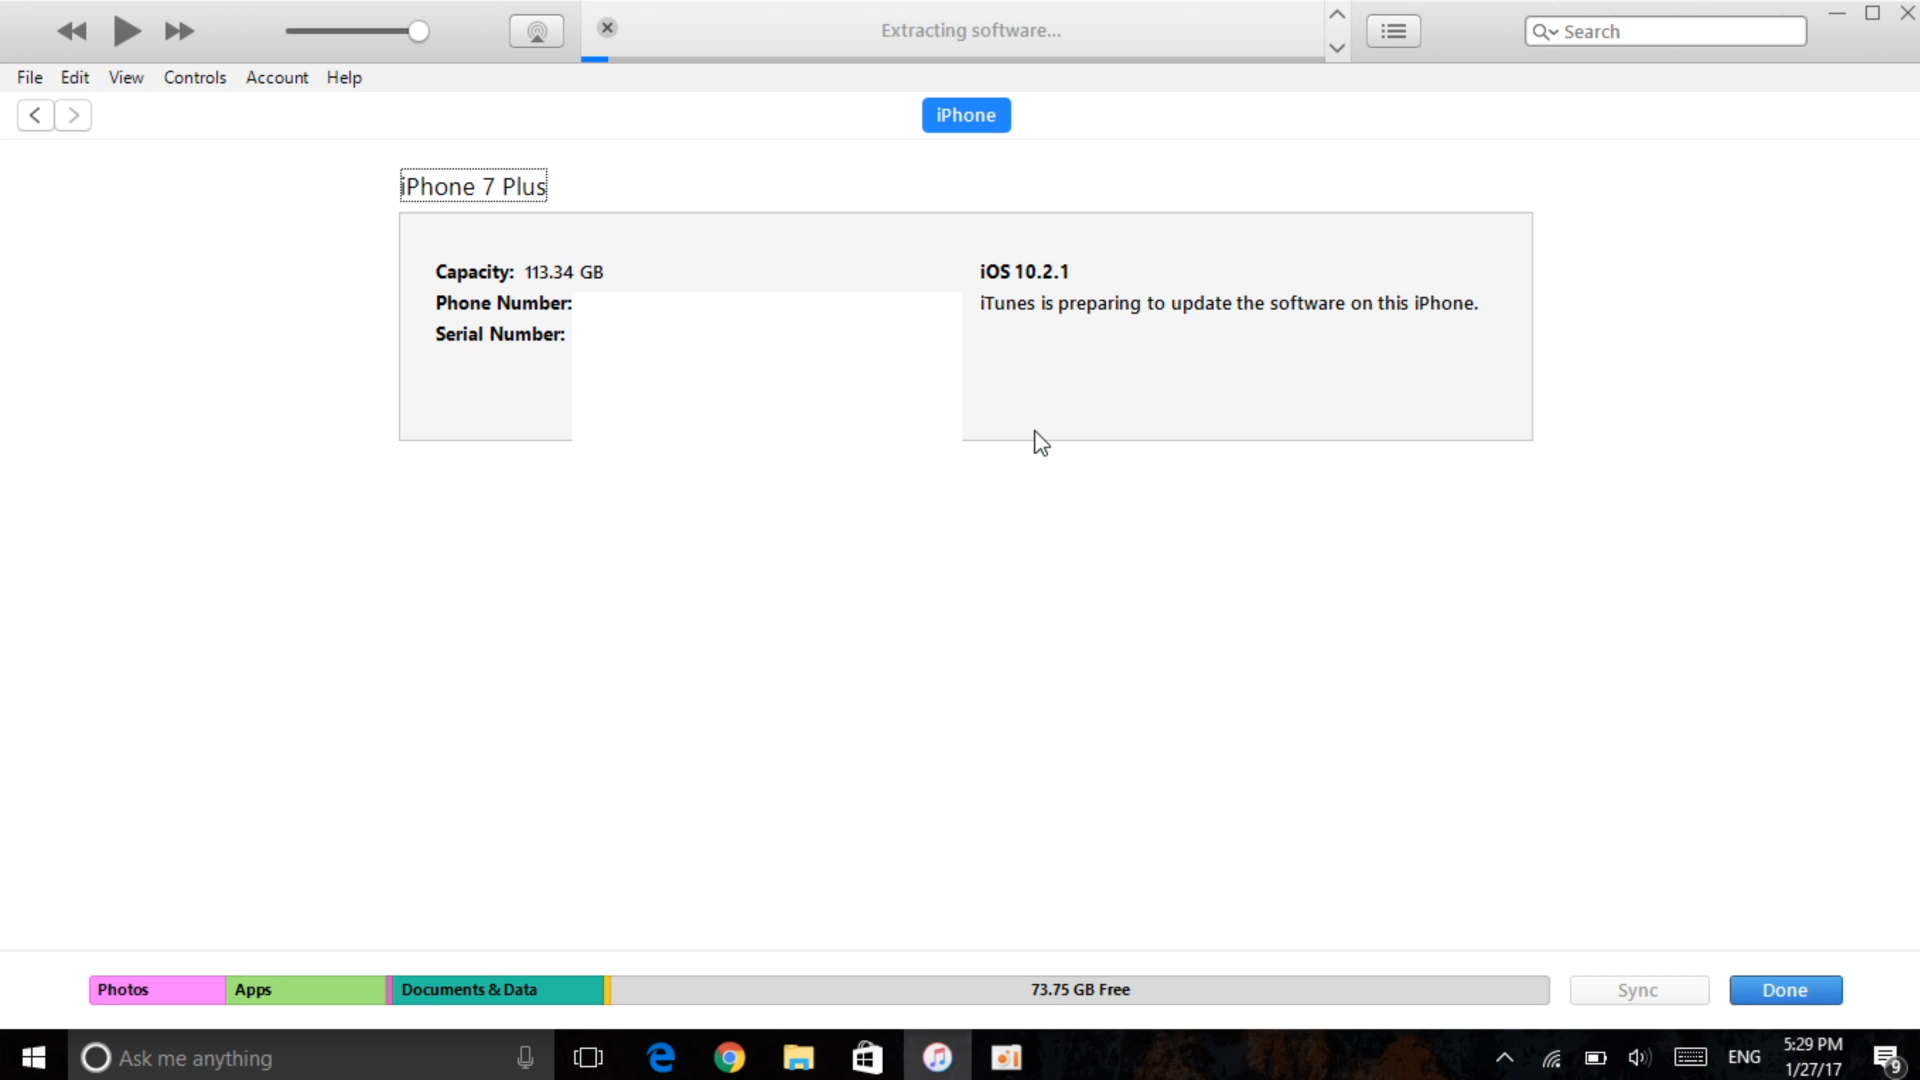 Extracting software...
Search
File Edit View Controls Account Help
iPhone
iPhone 7 Plus
Capacity: 113.34 GB
Phone Number:
Serial Number:
iOS 10.2.1
iTunes is preparing to update the software on this iPhone.
Photos Apps Documents & Data 73.75 GB Free Sync Done
Ask me anything
ENG
5:29 PM
1/27/17
9